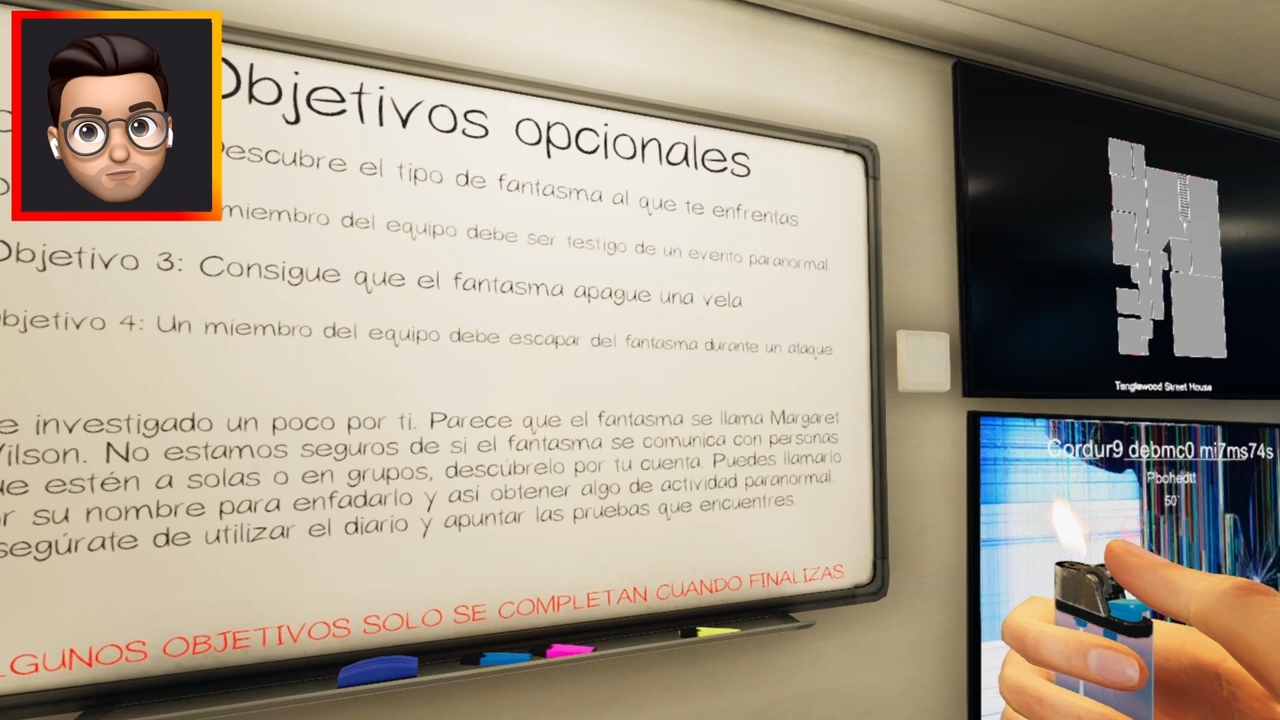 Objetivos opcionales
Descubre el tipo de fantasma al que te enfrentas
miembro del equipo debe ser testigo de un evento paranormal
Objetivo 3: Consigue que el fantasma apague una vela
bjetivo 4: Un miembro del equipo debe escapar del fantasma durante un ataque
e investigado un poco por ti. Parece que el fantasma se llama Margaret
Wilson. No estamos seguros de si el fantasma se comunica con personas
ue estén a solas o en grupos, descúbrelo por tu cuenta. Puedes llamarlo
or su nombre para enfadarlo y así obtener algo de actividad paranormal.
segúrate de utilizar el diario y apuntar las pruebas que encuentres.
LGUNOS OBJETIVOS SOLO SE COMPLETAN CUANDO FINALIZAS
Tanglewood Street House
Cordur9 debmc0 mi7ms74s
50